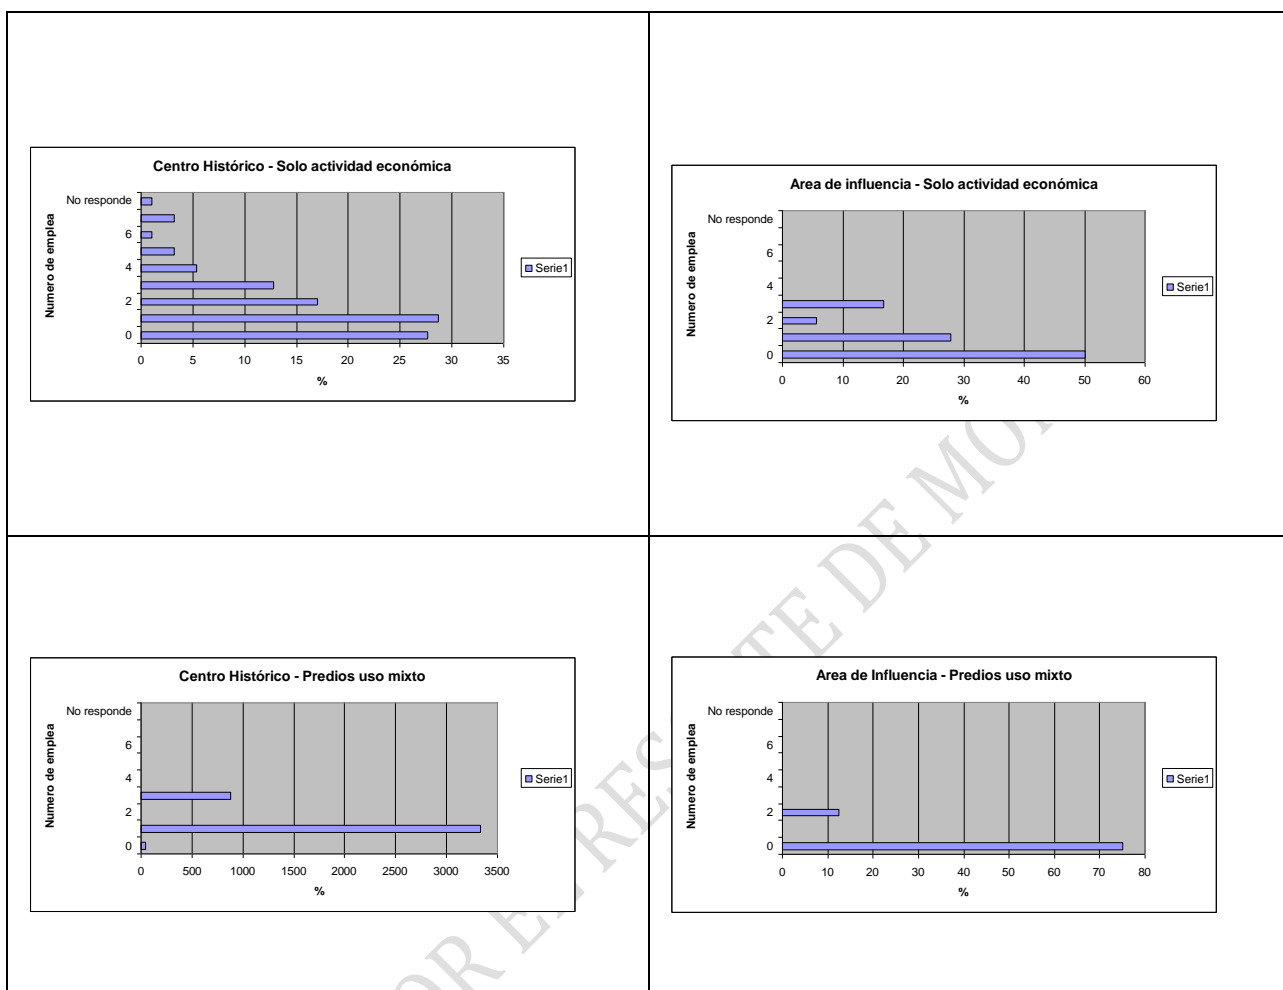 Centro Histórico - Solo actividad económica
Numero de emplea
No responde
6
4
2
0
0 5 10 15 20 25 30 35
%
Serie1
Area de influencia - Solo actividad económica
Numero de emplea
No responde
6
4
2
0
0 10 20 30 40 50 60
%
Serie1
Centro Histórico - Predios uso mixto
Numero de emplea
No responde
6
4
2
0
0 500 1000 1500 2000 2500 3000 3500
%
Serie1
Area de Influencia - Predios uso mixto
Numero de emplea
No responde
6
4
2
0
0 10 20 30 40 50 60 70 80
%
Serie1